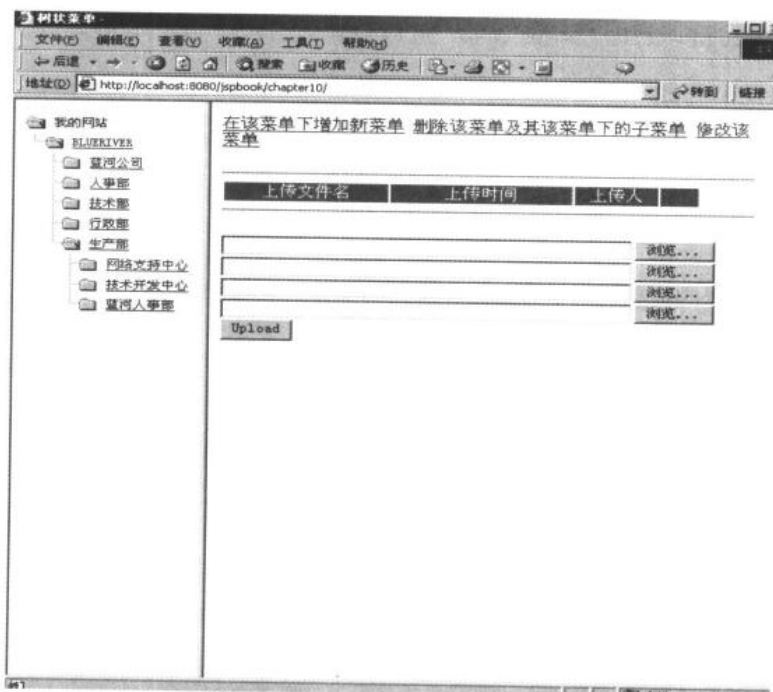 树状菜单 -
文件(F) 编辑(E) 查看(V) 收藏(A) 工具(T) 帮助(H)
后退 搜索 收藏 历史
地址(D) http://localhost:8080/jspbook/chapter10/ 转到 链接
我的网站
BLUERIVER
蓝河公司
人事部
技术部
行政部
生产部
网络支持中心
技术开发中心
蓝河人事部
在该菜单下增加新菜单 删除该菜单及其该菜单下的子菜单 修改该
菜单
上传文件名 上传时间 上传人
浏览...
浏览...
浏览...
浏览...
Upload